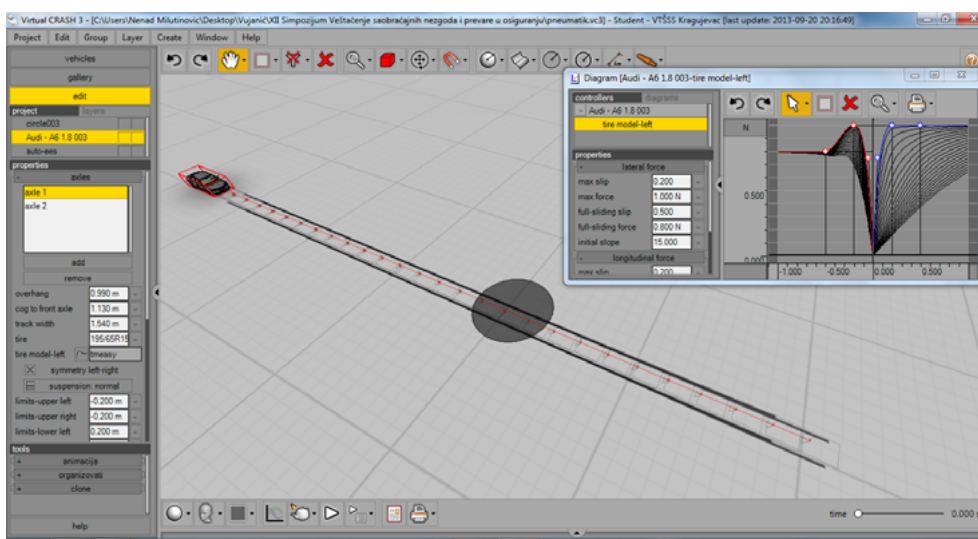 Virtual CRASH 3 - [C:\Users\Nenad Milutinovic\Desktop\Vujanić\XII Simpozijum Veštačenje saobraćajnih nezgoda i prevare u osiguranju\pneumatik.vc3] - Student - VTŠSS Kragujevac [last update: 2013-09-20 20:16:49]
Project Edit Group Layer Create Window Help
vehicles
gallery
edit
project layers
circle003
Audi - A6 1.8 003
auto-ees
properties
- axles
axle 1
axle 2
add
remove
overhang 0.990 m
cog to front axle 1.130 m
track width 1.540 m
tire 195/65R15
tire model-left tmeasy
symmetry left-right
suspension: normal
limits-upper left -0.200 m
limits-upper right -0.200 m
limits-lower left 0.200 m
tools
+ animacija
+ organizovati
+ clone
help
Diagram [Audi - A6 1.8 003-tire model-left]
controllers diagrams
- Audi - A6 1.8 003
tire model-left
properties
- lateral force
max slip 0.200
max force 1.000 N
full-sliding slip 0.500
full-sliding force 0.800 N
initial slope 15.000
- longitudinal force
max slip 0.200
N
0.500
0.000
-1.000 -0.500 0.000 0.500
time 0.000